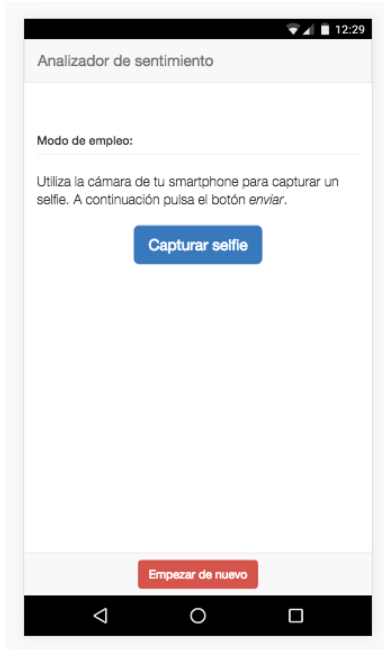 12:29
Analizador de sentimiento
Modo de empleo:
Utiliza la cámara de tu smartphone para capturar un
selfie. A continuación pulsa el botón enviar.
Capturar selfie
Empezar de nuevo